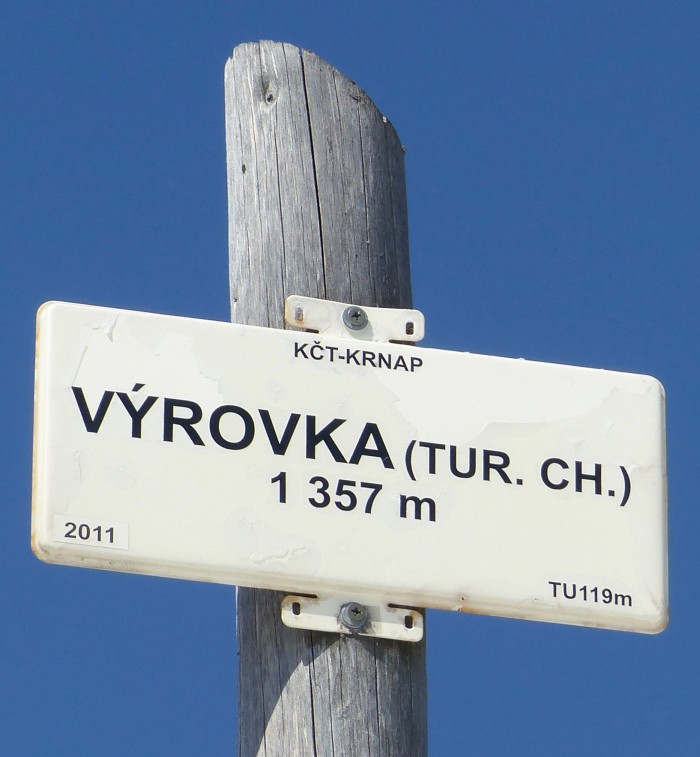 KČT-KRNAP
VÝROVKA (TUR. CH.)
1 357 m
2011
TU119m